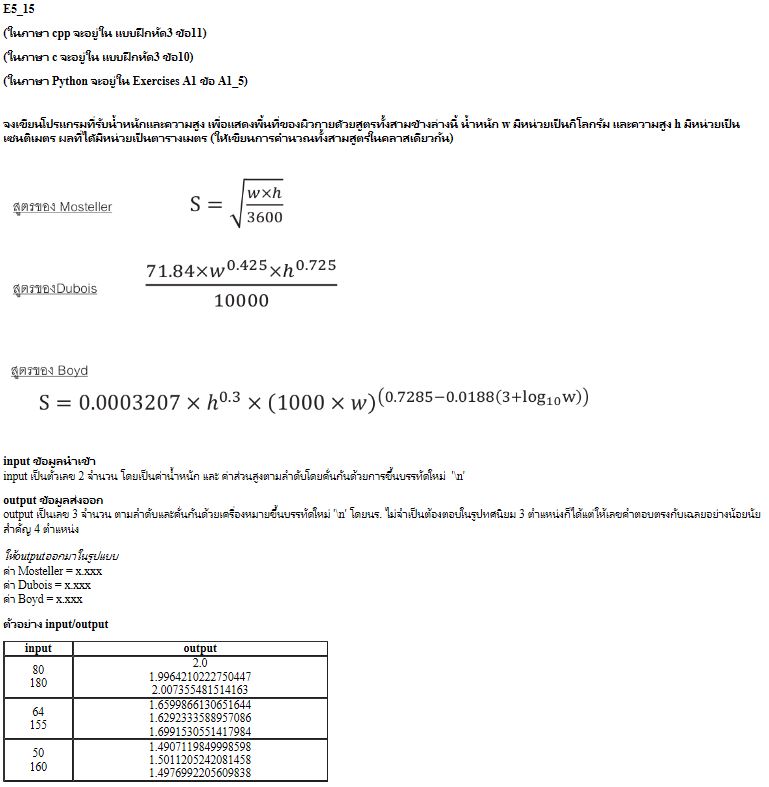 E5_15
(ในภาษา cpp จะอยู่ใน แบบฝึกหัด3 ข้อ11)
(ในภาษา c จะอยู่ใน แบบฝึกหัด3 ข้อ10)
(ในภาษา Python จะอยู่ใน Exercises A1 ข้อ A1_5)
จงเขียนโปรแกรมที่รับน้ำหนักและความสูง เพื่อแสดงพื้นที่ของผิวกายด้วยสูตรทั้งสามข้างล่างนี้ น้ำหนัก w มีหน่วยเป็นกิโลกรัม และความสูง h มีหน่วยเป็น
เซนติเมตร ผลที่ได้มีหน่วยเป็นตารางเมตร (ให้เขียนการคำนวณทั้งสามสูตรในคลาสเดียวกัน)
สูตรของ Mosteller S = √(w×h / 3600)
สูตรของDubois 71.84×w^0.425×h^0.725 / 10000
สูตรของ Boyd
S = 0.0003207 × h^0.3 × (1000 × w)^(0.7285−0.0188(3+log₁₀w))
input ข้อมูลนำเข้า
input เป็นตัวเลข 2 จำนวน โดยเป็นค่าน้ำหนัก และ ค่าส่วนสูงตามลำดับโดยคั่นกันด้วยการขึ้นบรรทัดใหม่ '\n'
output ข้อมูลส่งออก
output เป็นเลข 3 จำนวน ตามลำดับและคั่นกันด้วยเครื่องหมายขึ้นบรรทัดใหม่ '\n' โดยนร. ไม่จำเป็นต้องตอบในรูปทศนิยม 3 ตำแหน่งก็ได้แต่ให้เลขคำตอบตรงกับเฉลยอย่างน้อยนัย
สำคัญ 4 ตำแหน่ง
ให้outputออกมาในรูปแบบ
ค่า Mosteller = x.xxx
ค่า Dubois = x.xxx
ค่า Boyd = x.xxx
ตัวอย่าง input/output
input output
80
180
2.0
1.9964210222750447
2.007355481514163
64
155
1.6599866130651644
1.6292333588957086
1.6991530551417984
50
160
1.4907119849998598
1.5011205242081458
1.4976992205609838